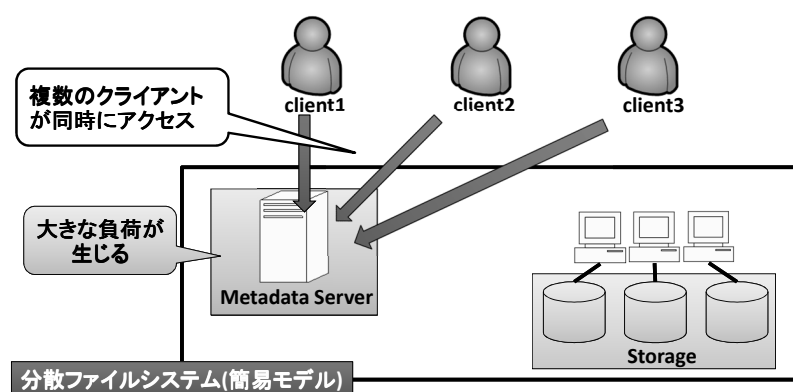 client1
client2
client3
複数のクライアント
が同時にアクセス
大きな負荷が
生じる
Metadata Server
Storage
分散ファイルシステム(簡易モデル)